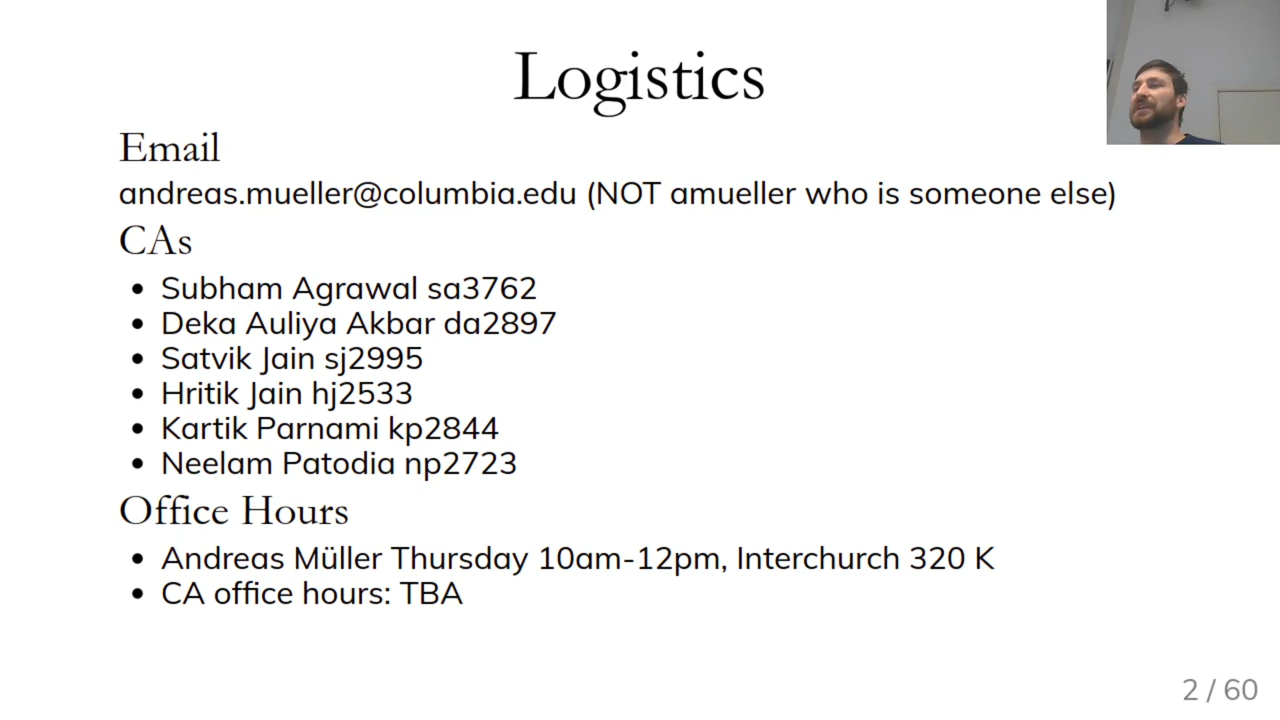 Logistics
Email
andreas.mueller@columbia.edu (NOT amueller who is someone else)
CAs
• Subham Agrawal sa3762
• Deka Auliya Akbar da2897
• Satvik Jain sj2995
• Hritik Jain hj2533
• Kartik Parnami kp2844
• Neelam Patodia np2723
Office Hours
• Andreas Müller Thursday 10am-12pm, Interchurch 320 K
• CA office hours: TBA
2 / 60